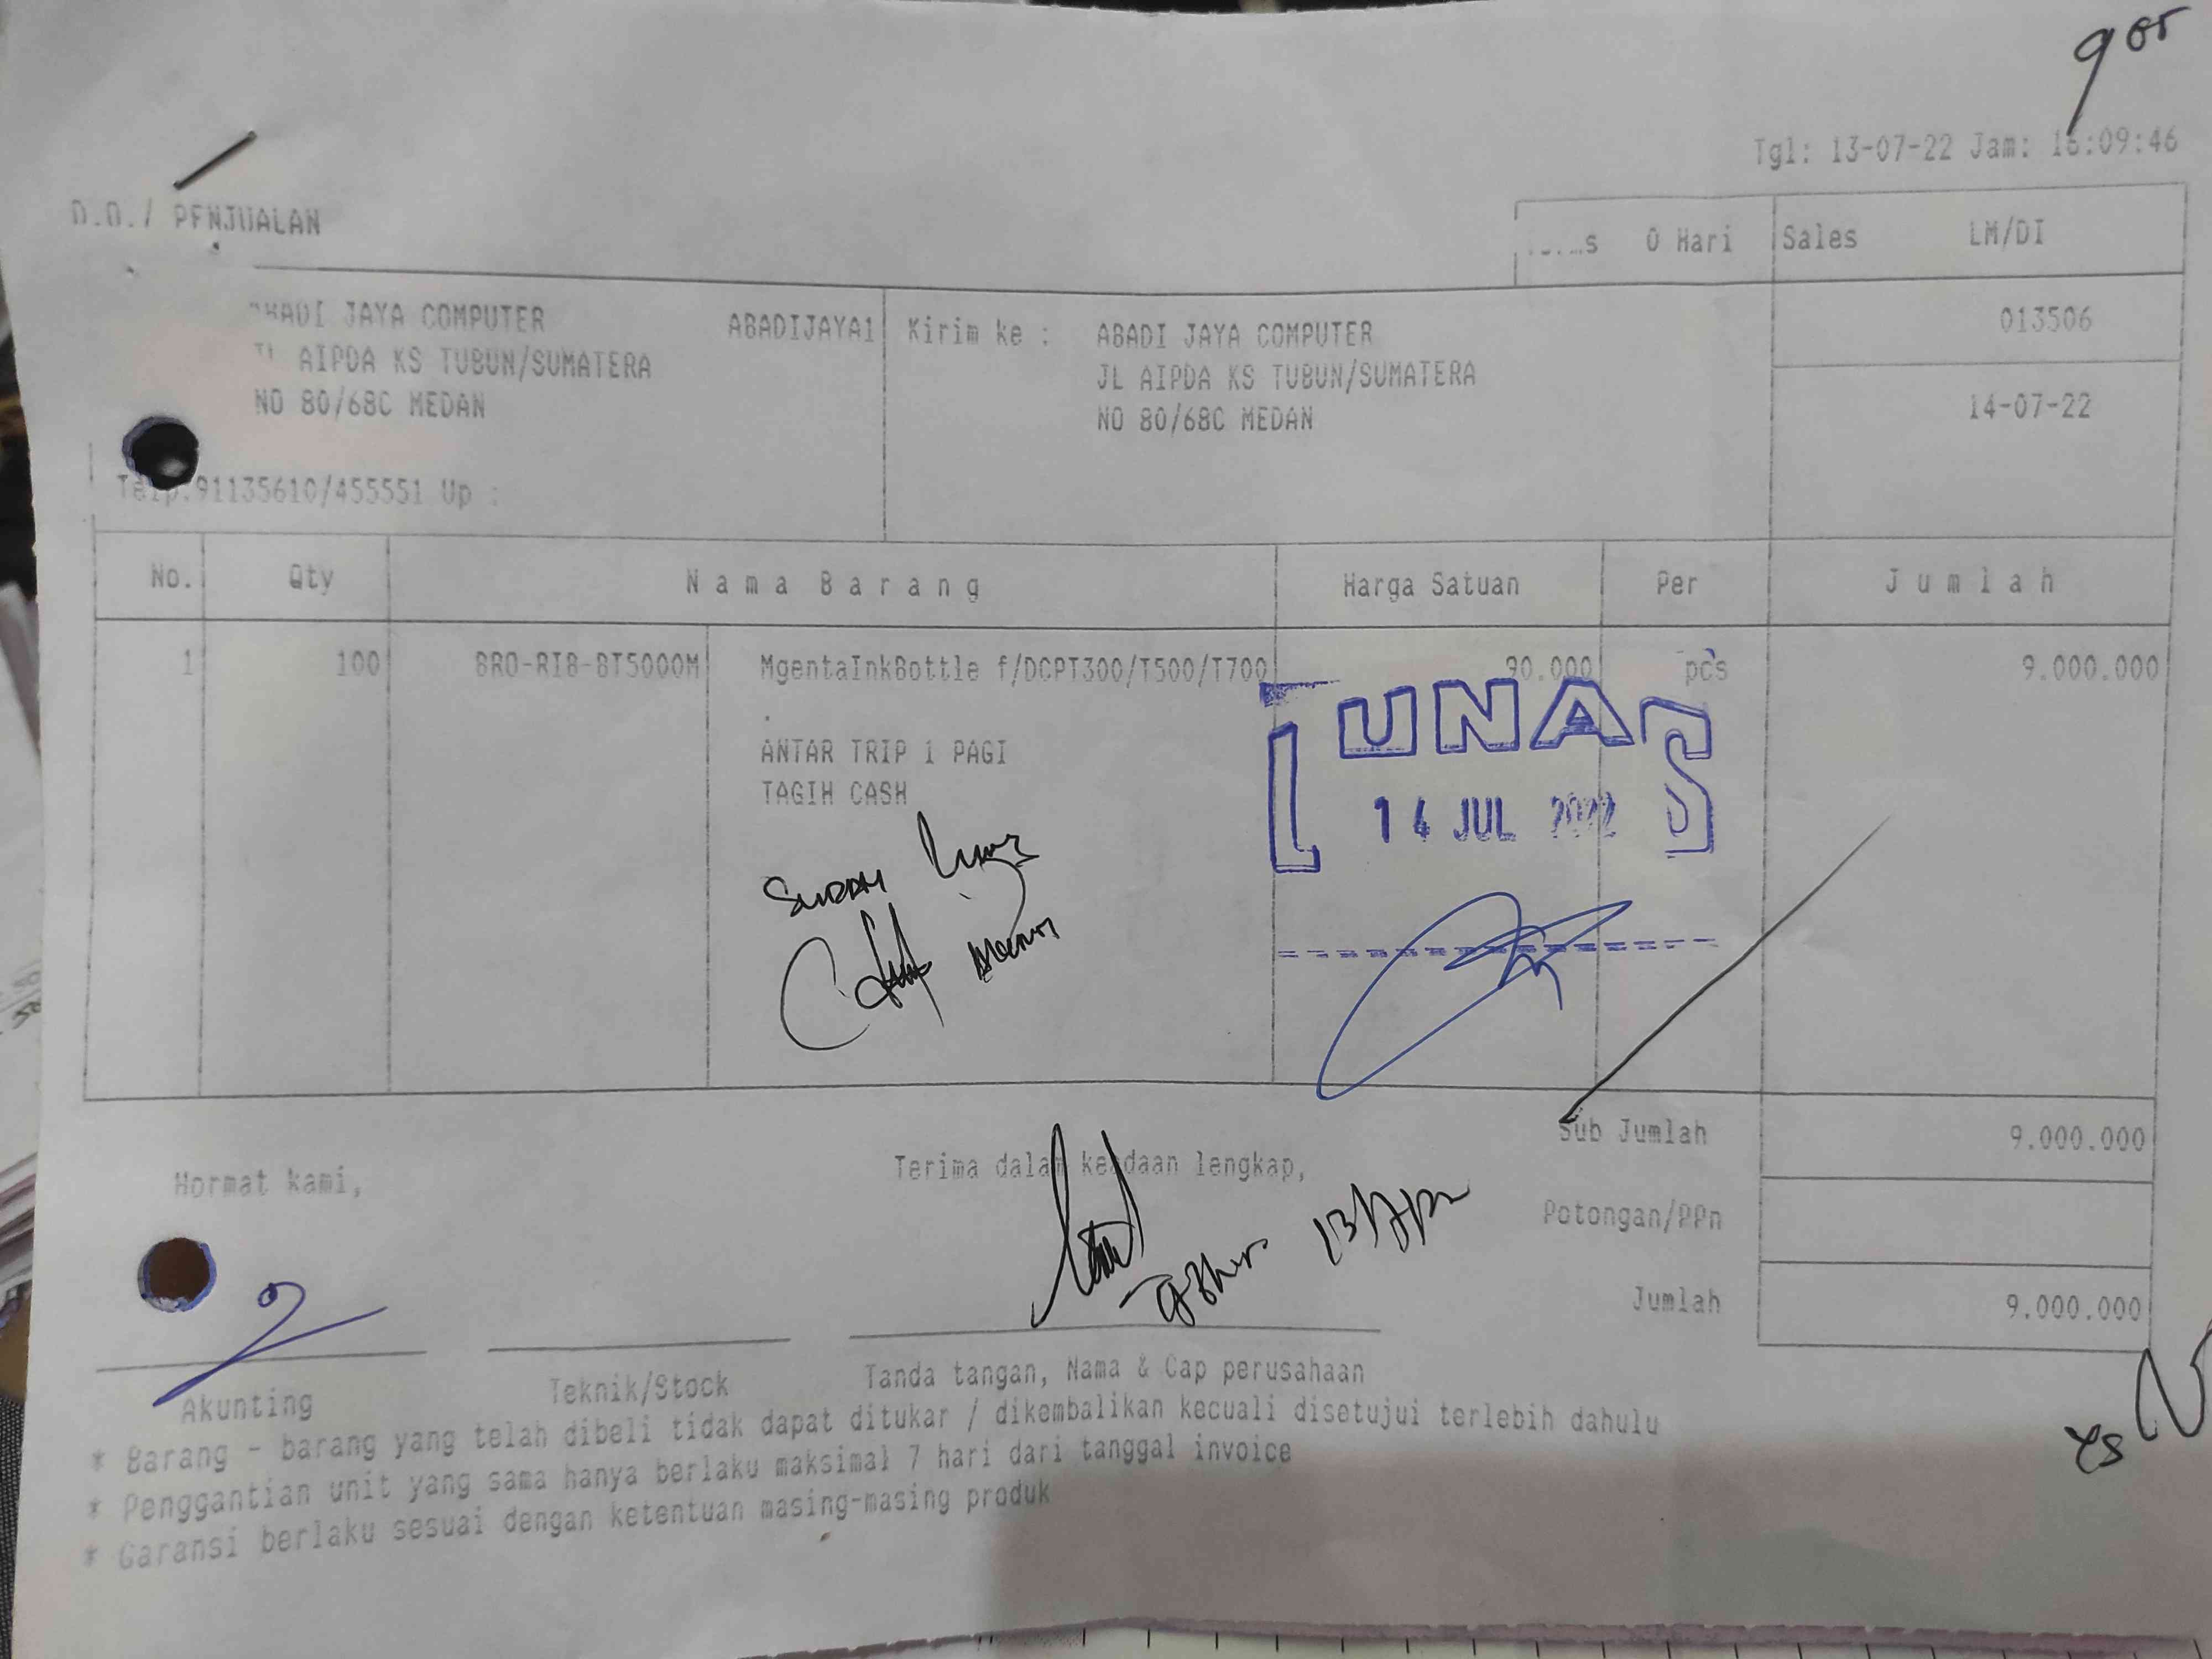 Tgl: 13-07-22 Jam: 16:09:46
D.O./ PENJUALAN
0 Hari Sales LM/DI
ABADI JAYA COMPUTER ABADIJAYA1 Kirim ke : ABADI JAYA COMPUTER 013506
JL AIPDA KS TUBUN/SUMATERA JL AIPDA KS TUBUN/SUMATERA
NO 80/68C MEDAN NO 80/68C MEDAN 14-07-22
Telp.91135610/455551 Up :
No. Qty Nama Barang Harga Satuan Per Jumlah
1 100 BRO-RIB-BT5000M MgentaInkBottle f/DCPT300/T500/T700 90.000 pcs 9.000.000
.
ANTAR TRIP 1 PAGI
TAGIH CASH
LUNAS
14 JUL 2022
SUDAH
Sub Jumlah 9.000.000
Hormat kami, Terima dalam keadaan lengkap,
Potongan/PPn
Jumlah 9.000.000
Akunting Teknik/Stock Tanda tangan, Nama & Cap perusahaan
* Barang - barang yang telah dibeli tidak dapat ditukar / dikembalikan kecuali disetujui terlebih dahulu
* Penggantian unit yang sama hanya berlaku maksimal 7 hari dari tanggal invoice
* Garansi berlaku sesuai dengan ketentuan masing-masing produk